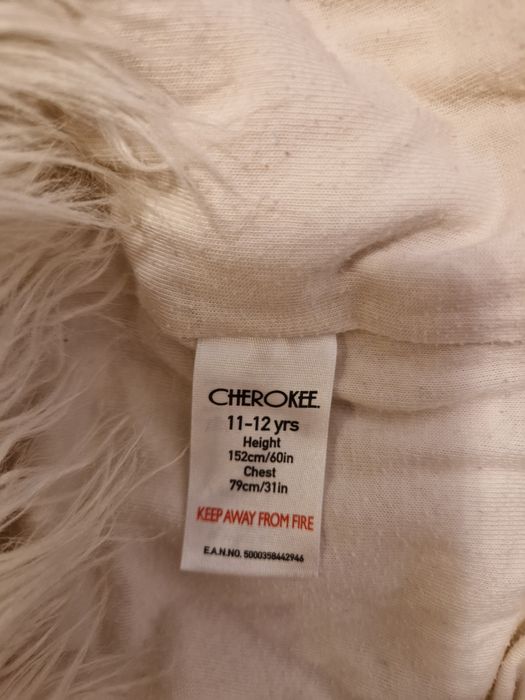 CHEROKEE.
11-12 yrs
Height
152cm/60in
Chest
79cm/31in
KEEP AWAY FROM FIRE
E.A.N.NO. 5000358442946